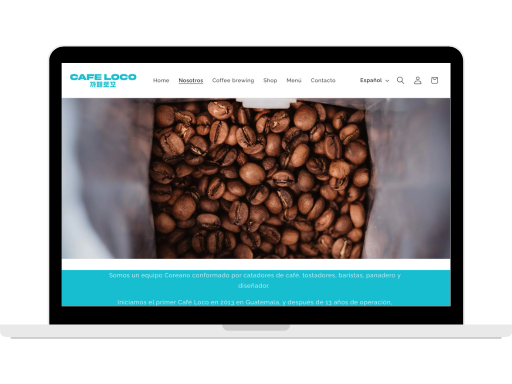 CAFE LOCO
까페로꼬
Home Nosotros Coffee brewing Shop Menú Contacto Español
Somos un equipo Coreano conformado por catadores de café, tostadores, baristas, panadero y
diseñador.
Iniciamos el primer Café Loco en 2013 en Guatemala, y después de 13 años de operación,